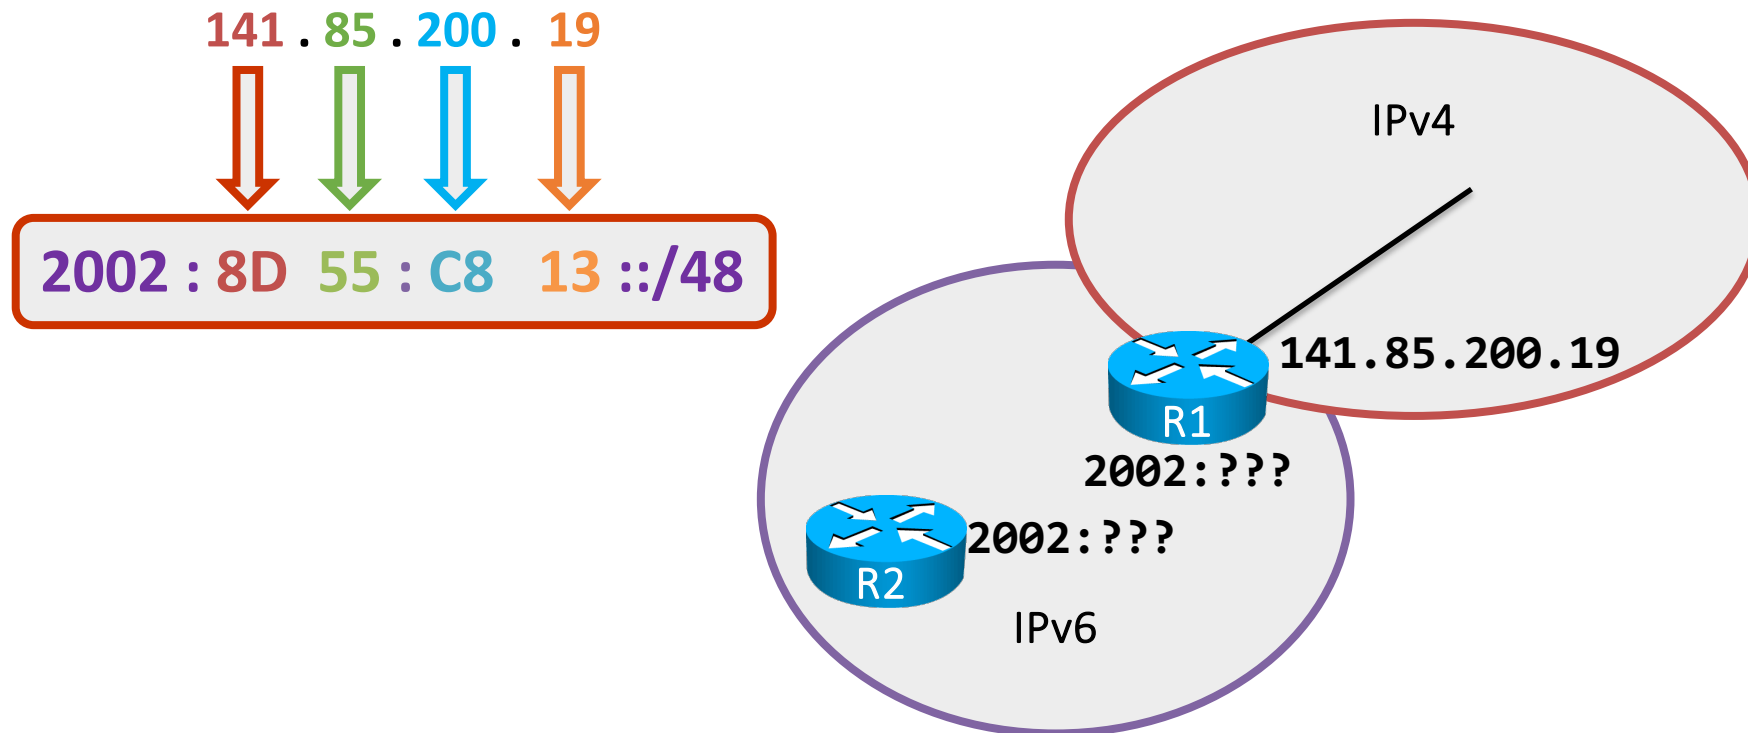 141 . 85 . 200 . 19
2002 : 8D 55 : C8 13 ::/48
IPv4
141.85.200.19
R1
2002:???
2002:???
R2
IPv6